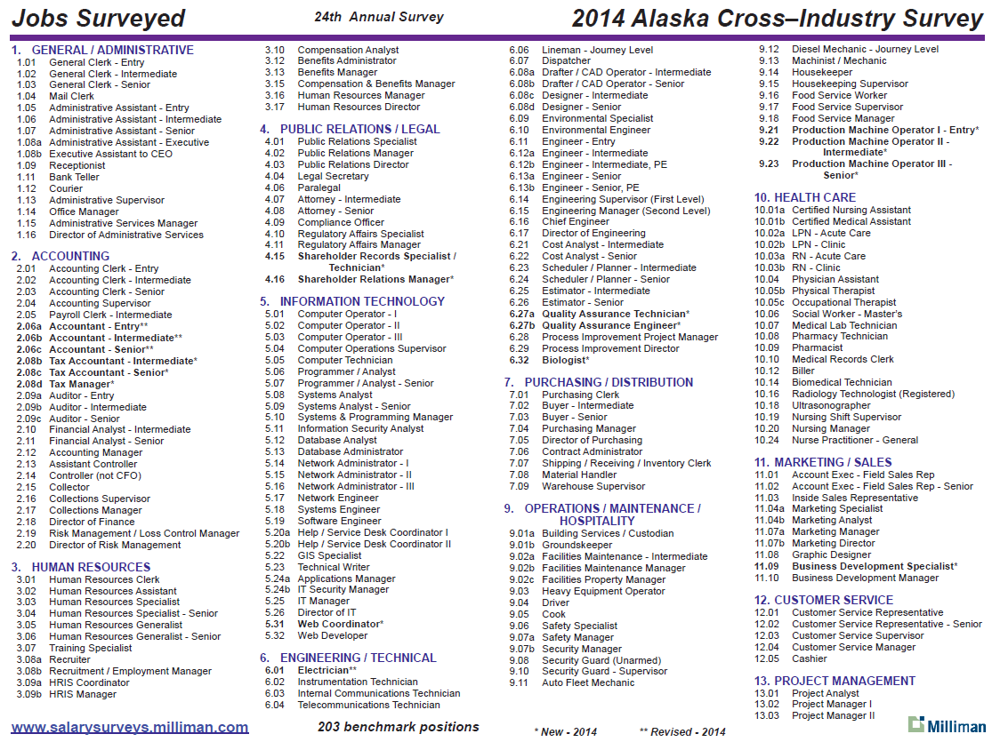 Jobs Surveyed
24th Annual Survey
2014 Alaska Cross–Industry Survey
1. GENERAL / ADMINISTRATIVE
1.01 General Clerk - Entry
1.02 General Clerk - Intermediate
1.03 General Clerk - Senior
1.04 Mail Clerk
1.05 Administrative Assistant - Entry
1.06 Administrative Assistant - Intermediate
1.07 Administrative Assistant - Senior
1.08a Administrative Assistant - Executive
1.08b Executive Assistant to CEO
1.09 Receptionist
1.11 Bank Teller
1.12 Courier
1.13 Administrative Supervisor
1.14 Office Manager
1.15 Administrative Services Manager
1.16 Director of Administrative Services
2. ACCOUNTING
2.01 Accounting Clerk - Entry
2.02 Accounting Clerk - Intermediate
2.03 Accounting Clerk - Senior
2.04 Accounting Supervisor
2.05 Payroll Clerk - Intermediate
2.06a Accountant - Entry**
2.06b Accountant - Intermediate**
2.06c Accountant - Senior**
2.08b Tax Accountant - Intermediate*
2.08c Tax Accountant - Senior*
2.08d Tax Manager*
2.09a Auditor - Entry
2.09b Auditor - Intermediate
2.09c Auditor - Senior
2.10 Financial Analyst - Intermediate
2.11 Financial Analyst - Senior
2.12 Accounting Manager
2.13 Assistant Controller
2.14 Controller (not CFO)
2.15 Collector
2.16 Collections Supervisor
2.17 Collections Manager
2.18 Director of Finance
2.19 Risk Management / Loss Control Manager
2.20 Director of Risk Management
3. HUMAN RESOURCES
3.01 Human Resources Clerk
3.02 Human Resources Assistant
3.03 Human Resources Specialist
3.04 Human Resources Specialist - Senior
3.05 Human Resources Generalist
3.06 Human Resources Generalist - Senior
3.07 Training Specialist
3.08a Recruiter
3.08b Recruitment / Employment Manager
3.09a HRIS Coordinator
3.09b HRIS Manager
3.10 Compensation Analyst
3.12 Benefits Administrator
3.13 Benefits Manager
3.15 Compensation & Benefits Manager
3.16 Human Resources Manager
3.17 Human Resources Director
4. PUBLIC RELATIONS / LEGAL
4.01 Public Relations Specialist
4.02 Public Relations Manager
4.03 Public Relations Director
4.04 Legal Secretary
4.06 Paralegal
4.07 Attorney - Intermediate
4.08 Attorney - Senior
4.09 Compliance Officer
4.10 Regulatory Affairs Specialist
4.11 Regulatory Affairs Manager
4.15 Shareholder Records Specialist /
Technician*
4.16 Shareholder Relations Manager*
5. INFORMATION TECHNOLOGY
5.01 Computer Operator - I
5.02 Computer Operator - II
5.03 Computer Operator - III
5.04 Computer Operations Supervisor
5.05 Computer Technician
5.06 Programmer / Analyst
5.07 Programmer / Analyst - Senior
5.08 Systems Analyst
5.09 Systems Analyst - Senior
5.10 Systems & Programming Manager
5.11 Information Security Analyst
5.12 Database Analyst
5.13 Database Administrator
5.14 Network Administrator - I
5.15 Network Administrator - II
5.16 Network Administrator - III
5.17 Network Engineer
5.18 Systems Engineer
5.19 Software Engineer
5.20a Help / Service Desk Coordinator I
5.20b Help / Service Desk Coordinator II
5.22 GIS Specialist
5.23 Technical Writer
5.24a Applications Manager
5.24b IT Security Manager
5.25 IT Manager
5.26 Director of IT
5.31 Web Coordinator*
5.32 Web Developer
6. ENGINEERING / TECHNICAL
6.01 Electrician**
6.02 Instrumentation Technician
6.03 Internal Communications Technician
6.04 Telecommunications Technician
6.06 Lineman - Journey Level
6.07 Dispatcher
6.08a Drafter / CAD Operator - Intermediate
6.08b Drafter / CAD Operator - Senior
6.08c Designer - Intermediate
6.08d Designer - Senior
6.09 Environmental Specialist
6.10 Environmental Engineer
6.11 Engineer - Entry
6.12a Engineer - Intermediate
6.12b Engineer - Intermediate, PE
6.13a Engineer - Senior
6.13b Engineer - Senior, PE
6.14 Engineering Supervisor (First Level)
6.15 Engineering Manager (Second Level)
6.16 Chief Engineer
6.17 Director of Engineering
6.21 Cost Analyst - Intermediate
6.22 Cost Analyst - Senior
6.23 Scheduler / Planner - Intermediate
6.24 Scheduler / Planner - Senior
6.25 Estimator - Intermediate
6.26 Estimator - Senior
6.27a Quality Assurance Technician*
6.27b Quality Assurance Engineer*
6.28 Process Improvement Project Manager
6.29 Process Improvement Director
6.32 Biologist*
7. PURCHASING / DISTRIBUTION
7.01 Purchasing Clerk
7.02 Buyer - Intermediate
7.03 Buyer - Senior
7.04 Purchasing Manager
7.05 Director of Purchasing
7.06 Contract Administrator
7.07 Shipping / Receiving / Inventory Clerk
7.08 Material Handler
7.09 Warehouse Supervisor
9. OPERATIONS / MAINTENANCE /
HOSPITALITY
9.01a Building Services / Custodian
9.01b Groundskeeper
9.02a Facilities Maintenance - Intermediate
9.02b Facilities Maintenance Manager
9.02c Facilities Property Manager
9.03 Heavy Equipment Operator
9.04 Driver
9.05 Cook
9.06 Safety Specialist
9.07a Safety Manager
9.07b Security Manager
9.08 Security Guard (Unarmed)
9.10 Security Guard - Supervisor
9.11 Auto Fleet Mechanic
9.12 Diesel Mechanic - Journey Level
9.13 Machinist / Mechanic
9.14 Housekeeper
9.15 Housekeeping Supervisor
9.16 Food Service Worker
9.17 Food Service Supervisor
9.18 Food Service Manager
9.21 Production Machine Operator I - Entry*
9.22 Production Machine Operator II -
Intermediate*
9.23 Production Machine Operator III -
Senior*
10. HEALTH CARE
10.01a Certified Nursing Assistant
10.01b Certified Medical Assistant
10.02a LPN - Acute Care
10.02b LPN - Clinic
10.03a RN - Acute Care
10.03b RN - Clinic
10.04 Physician Assistant
10.05b Physical Therapist
10.05c Occupational Therapist
10.06 Social Worker - Master's
10.07 Medical Lab Technician
10.08 Pharmacy Technician
10.09 Pharmacist
10.10 Medical Records Clerk
10.12 Biller
10.14 Biomedical Technician
10.16 Radiology Technologist (Registered)
10.18 Ultrasonographer
10.19 Nursing Shift Supervisor
10.20 Nursing Manager
10.24 Nurse Practitioner - General
11. MARKETING / SALES
11.01 Account Exec - Field Sales Rep
11.02 Account Exec - Field Sales Rep - Senior
11.03 Inside Sales Representative
11.04a Marketing Specialist
11.04b Marketing Analyst
11.07a Marketing Manager
11.07b Marketing Director
11.08 Graphic Designer
11.09 Business Development Specialist*
11.10 Business Development Manager
12. CUSTOMER SERVICE
12.01 Customer Service Representative
12.02 Customer Service Representative - Senior
12.03 Customer Service Supervisor
12.04 Customer Service Manager
12.05 Cashier
13. PROJECT MANAGEMENT
13.01 Project Analyst
13.02 Project Manager I
13.03 Project Manager II
www.salarysurveys.milliman.com
203 benchmark positions
* New - 2014
** Revised - 2014
Milliman